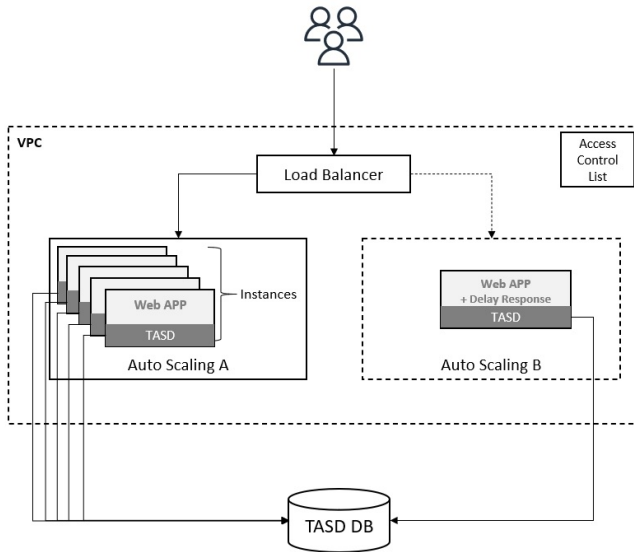 VPC
Access
Control
List
Load Balancer
Instances
Web APP
TASD
Auto Scaling A
Web APP
+ Delay Response
TASD
Auto Scaling B
TASD DB